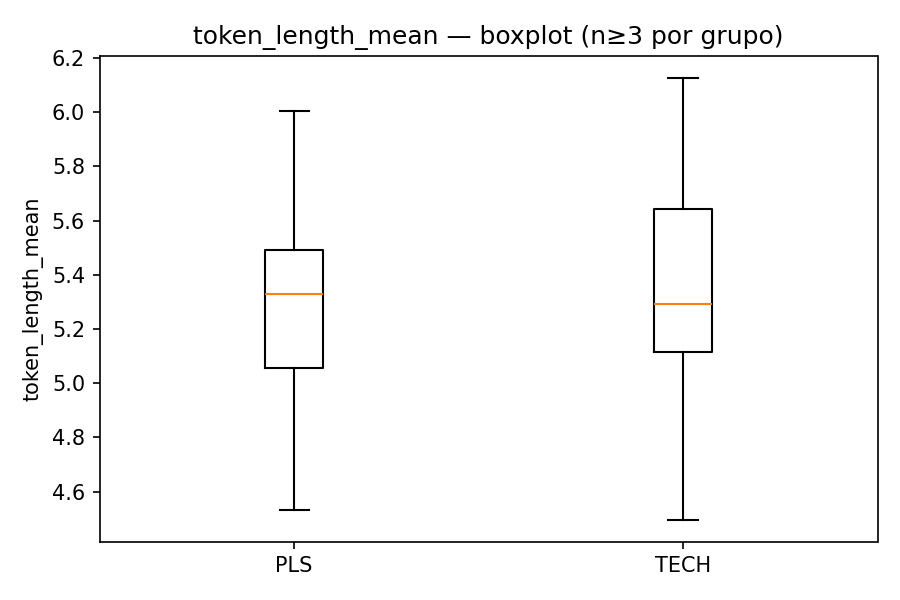 token_length_mean — boxplot (n≥3 por grupo)
token_length_mean
6.2
6.0
5.8
5.6
5.4
5.2
5.0
4.8
4.6
PLS
TECH